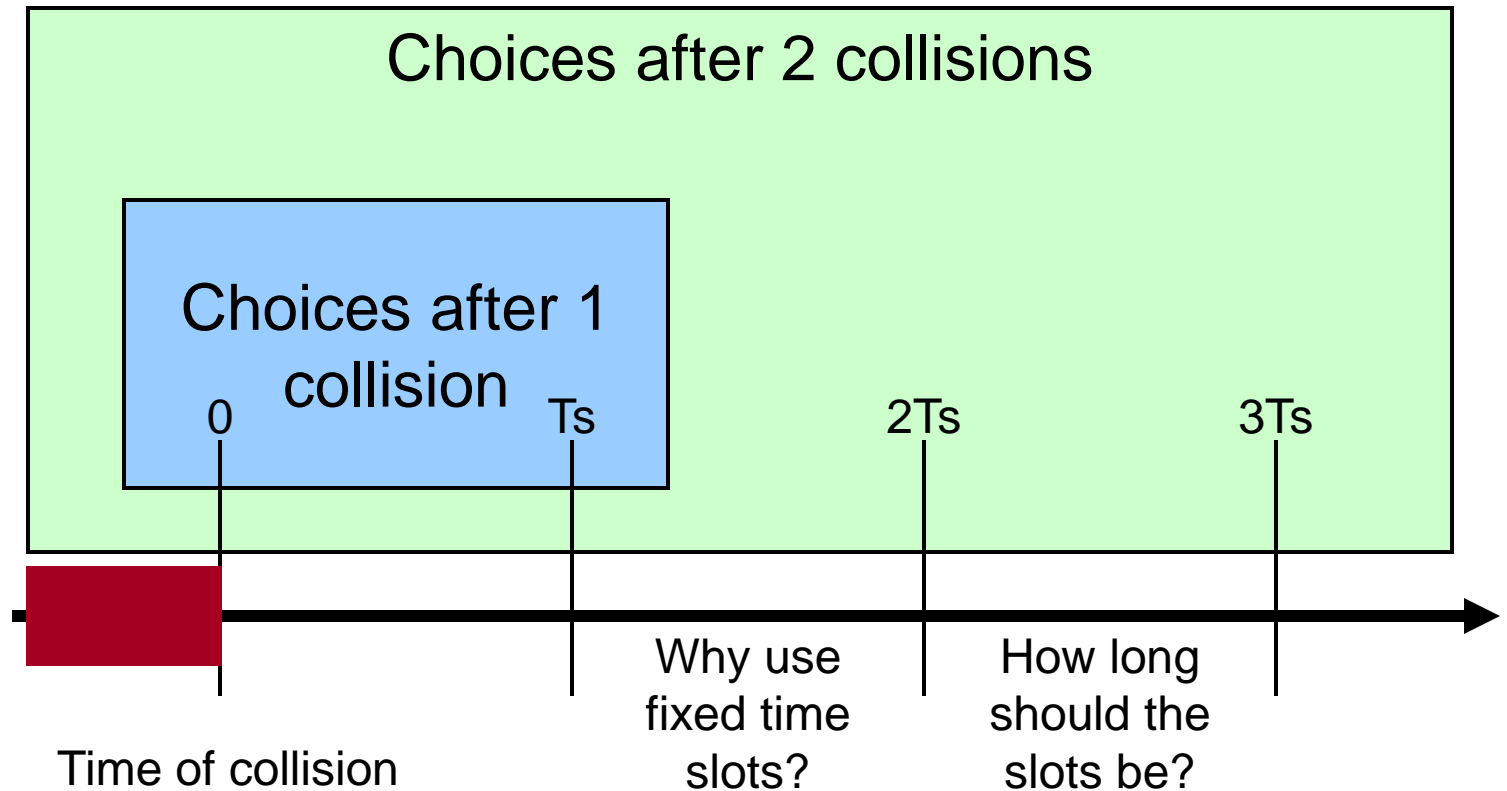 Choices after 2 collisions
Choices after 1
collision
0
Ts
2Ts
3Ts
Why use
fixed time
slots?
How long
should the
slots be?
Time of collision